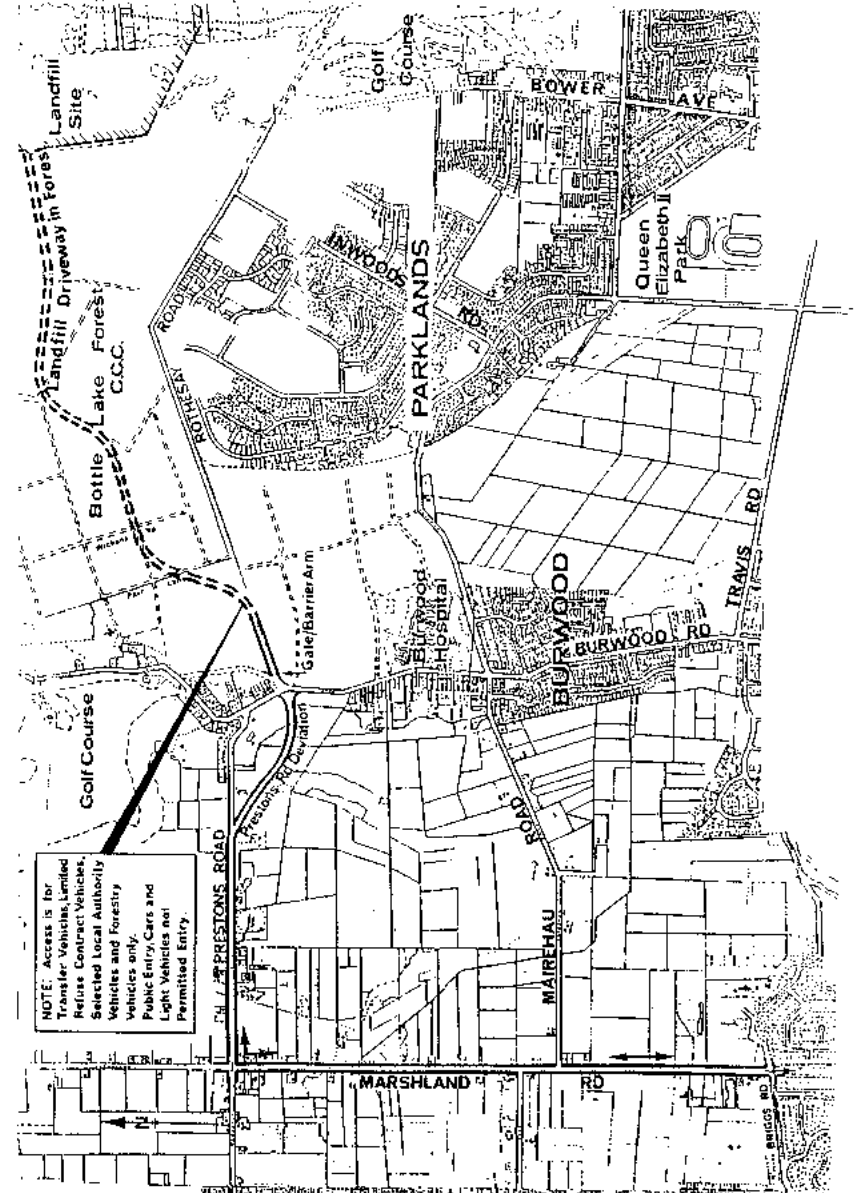 NOTE: Access is for
Transfer Vehicles, Limited
Refuse Contract Vehicles,
Selected Local Authority
Vehicles and Forestry
Vehicles only.
Public Entry, Cars and
Light Vehicles not
Permitted Entry.
Golf Course
Bottle Lake Forest
C.C.C.
Landfill Driveway in Forest
Landfill
Site
Golf
Course
ROTHESAY ROAD
INWOODS RD
PARKLANDS
BOWER AVE
Queen
Elizabeth II
Park
Gate/Barrier Arm
Burwood
Hospital
BURWOOD
BURWOOD RD
TRAVIS RD
Prestons Rd Deviation
PRESTONS ROAD
MAIREHAU ROAD
MARSHLAND RD
BRIGGS RD
N